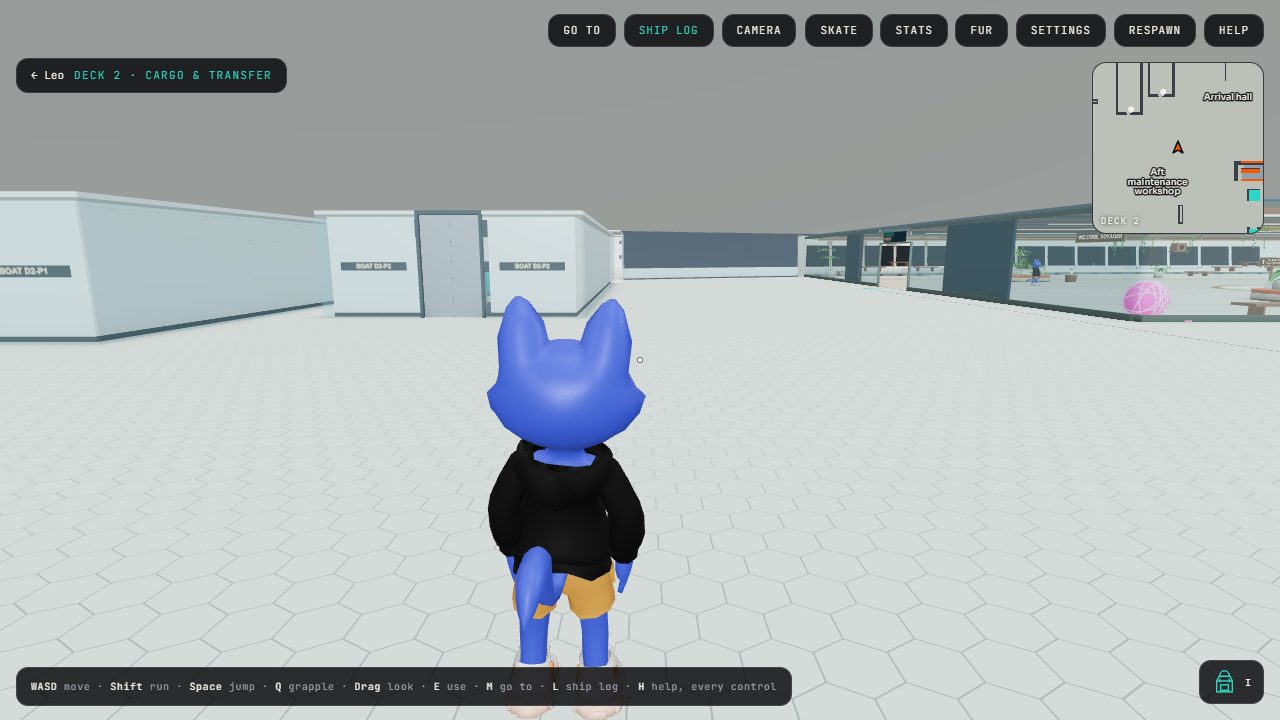 GO TO
SHIP LOG
CAMERA
SKATE
STATS
FUR
SETTINGS
RESPAWN
HELP
← Leo DECK 2 · CARGO & TRANSFER
Arrival hall
Aft
maintenance
workshop
DECK 2
WELCOME VOYAGER
BOAT D2-P1
BOAT D2-P2
BOAT D2-P2
WASD move · Shift run · Space jump · Q grapple · Drag look · E use · M go to · L ship log · H help, every control
I